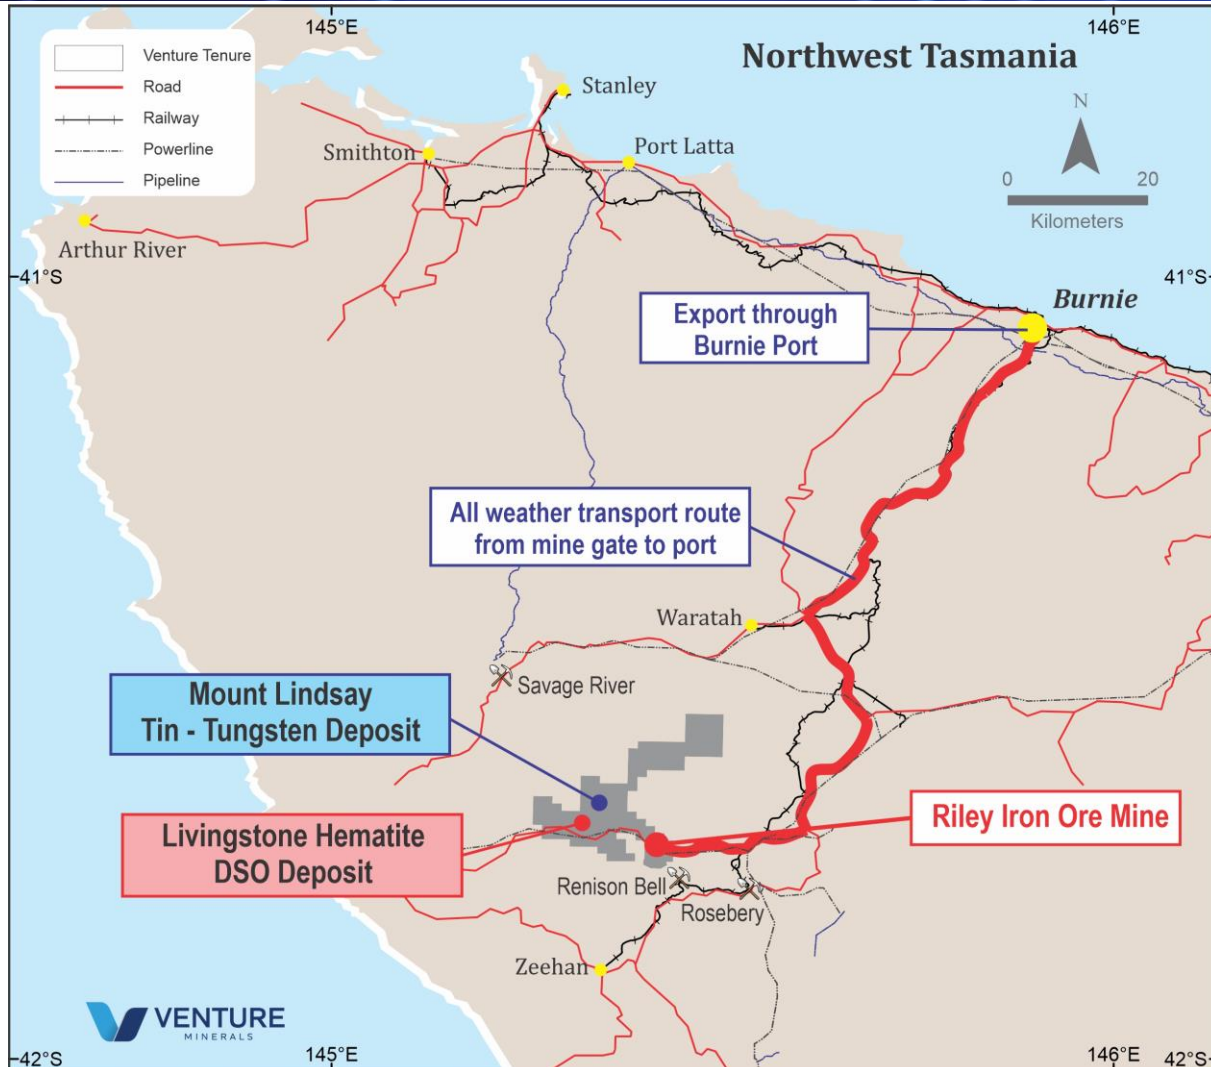 145°E
146°E
Northwest Tasmania
Venture Tenure
Road
Railway
Powerline
Pipeline
N
0 20
Kilometers
Stanley
Smithton
Port Latta
Arthur River
41°S
41°S
Burnie
Export through
Burnie Port
All weather transport route
from mine gate to port
Waratah
Savage River
Mount Lindsay
Tin - Tungsten Deposit
Livingstone Hematite
DSO Deposit
Riley Iron Ore Mine
Renison Bell
Rosebery
Zeehan
VENTURE
MINERALS
42°S
145°E
146°E
42°S